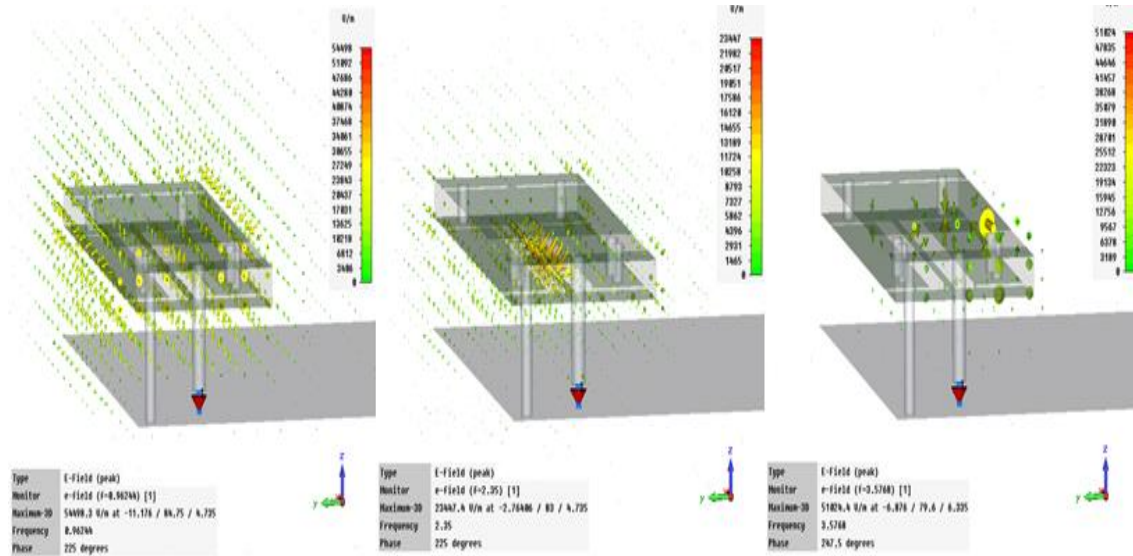 V/m
54498
51092
47686
44280
40874
37468
34061
30655
27249
23843
20437
17031
13625
10218
6812
3406
0
z
y
Type E-Field (peak)
Monitor e-field (f=0.96244) [1]
Maximum-3D 54498.3 V/m at -11.176 / 84.75 / 4.735
Frequency 0.96244
Phase 225 degrees
V/m
23447
21982
20517
19051
17586
16120
14655
13189
11724
10258
8793
7327
5862
4396
2931
1465
0
z
y
Type E-Field (peak)
Monitor e-field (f=2.35) [1]
Maximum-3D 23447.4 V/m at -2.76406 / 83 / 4.735
Frequency 2.35
Phase 225 degrees
V/m
51024
47835
44646
41457
38268
35079
31890
28701
25512
22323
19134
15945
12756
9567
6378
3189
0
z
y
Type E-Field (peak)
Monitor e-field (f=3.5760) [1]
Maximum-3D 51024.4 V/m at -6.876 / 79.6 / 6.335
Frequency 3.5760
Phase 247.5 degrees